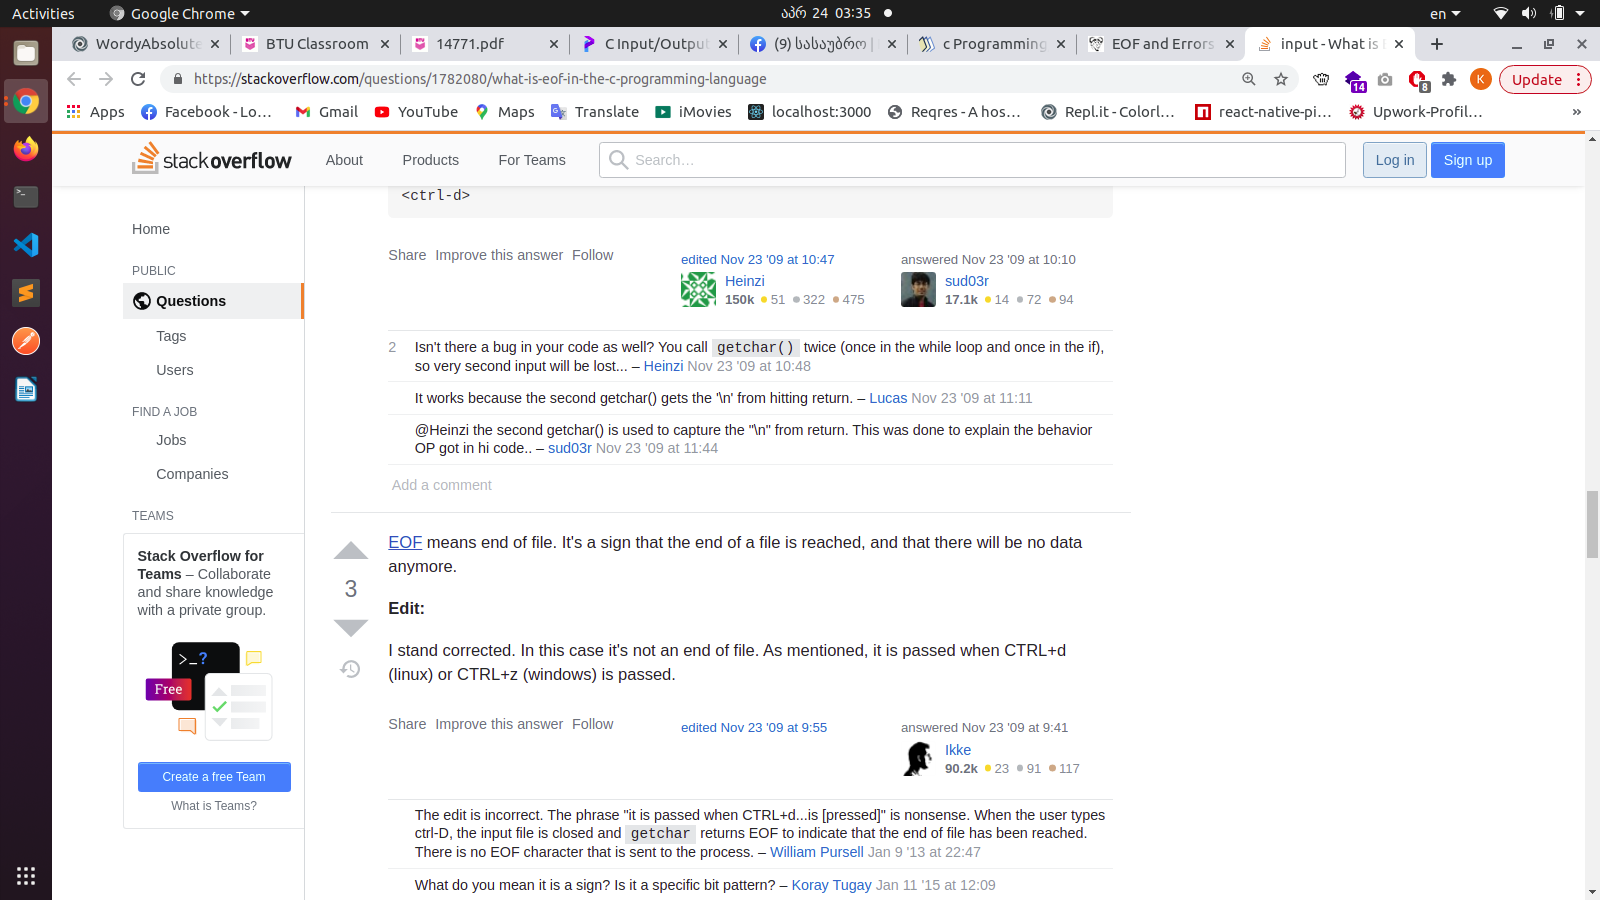 Activities
Google Chrome
აპრ 24 03:35
en
WordyAbsolute
BTU Classroom
14771.pdf
C Input/Output
(9) სასაუბრო |
c Programming
EOF and Errors
input - What is
https://stackoverflow.com/questions/1782080/what-is-eof-in-the-c-programming-language
14
8
K
Update
Apps
Facebook - Lo...
Gmail
YouTube
Maps
Translate
iMovies
localhost:3000
Reqres - A hos...
Repl.it - Colorl...
react-native-pi...
Upwork-Profil...
»
stackoverflow
About
Products
For Teams
Search...
Log in
Sign up
Home
PUBLIC
Questions
Tags
Users
FIND A JOB
Jobs
Companies
TEAMS
Stack Overflow for
Teams – Collaborate
and share knowledge
with a private group.
>_?
Free
Create a free Team
What is Teams?
<ctrl-d>
Share Improve this answer Follow
edited Nov 23 '09 at 10:47
Heinzi
150k 51 322 475
answered Nov 23 '09 at 10:10
sud03r
17.1k 14 72 94
2
Isn't there a bug in your code as well? You call getchar() twice (once in the while loop and once in the if),
so very second input will be lost... – Heinzi Nov 23 '09 at 10:48
It works because the second getchar() gets the '\n' from hitting return. – Lucas Nov 23 '09 at 11:11
@Heinzi the second getchar() is used to capture the "\n" from return. This was done to explain the behavior
OP got in hi code.. – sud03r Nov 23 '09 at 11:44
Add a comment
3
EOF means end of file. It's a sign that the end of a file is reached, and that there will be no data
anymore.
Edit:
I stand corrected. In this case it's not an end of file. As mentioned, it is passed when CTRL+d
(linux) or CTRL+z (windows) is passed.
Share Improve this answer Follow
edited Nov 23 '09 at 9:55
answered Nov 23 '09 at 9:41
Ikke
90.2k 23 91 117
The edit is incorrect. The phrase "it is passed when CTRL+d...is [pressed]" is nonsense. When the user types
ctrl-D, the input file is closed and getchar returns EOF to indicate that the end of file has been reached.
There is no EOF character that is sent to the process. – William Pursell Jan 9 '13 at 22:47
What do you mean it is a sign? Is it a specific bit pattern? – Koray Tugay Jan 11 '15 at 12:09